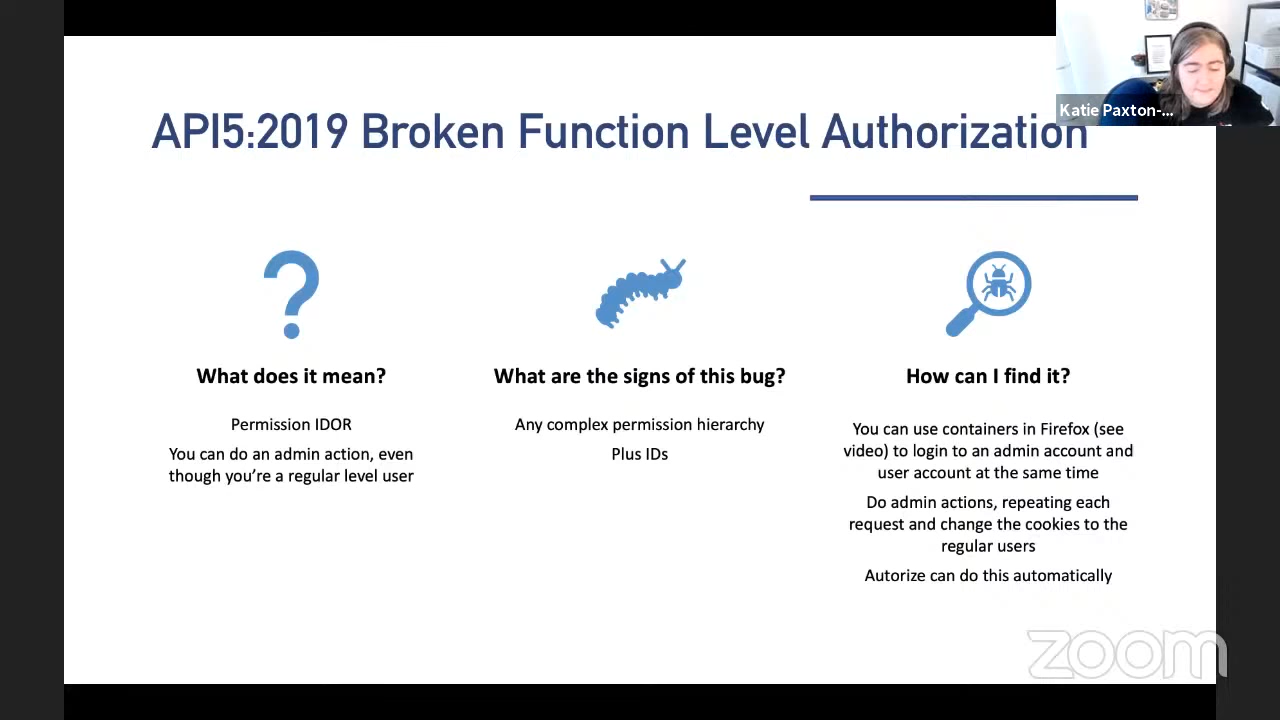 API5:2019 Broken Function Level Authorization
Katie Paxton-...
What does it mean?
Permission IDOR
You can do an admin action, even
though you're a regular level user
What are the signs of this bug?
Any complex permission hierarchy
Plus IDs
How can I find it?
You can use containers in Firefox (see
video) to login to an admin account and
user account at the same time
Do admin actions, repeating each
request and change the cookies to the
regular users
Autorize can do this automatically
zoom